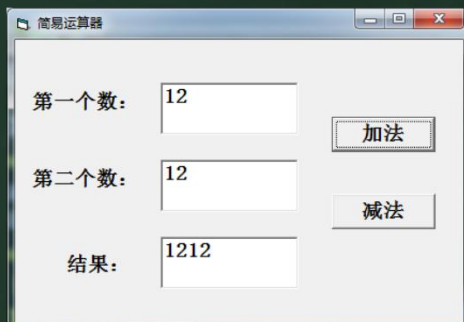 简易运算器
第一个数： 12
加法
第二个数： 12
减法
结果： 1212